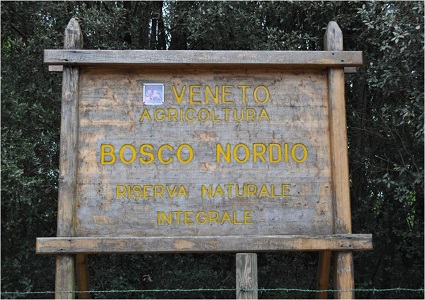 VENETO
AGRICOLTURA
BOSCO NORDIO
RISERVA NATURALE
INTEGRALE